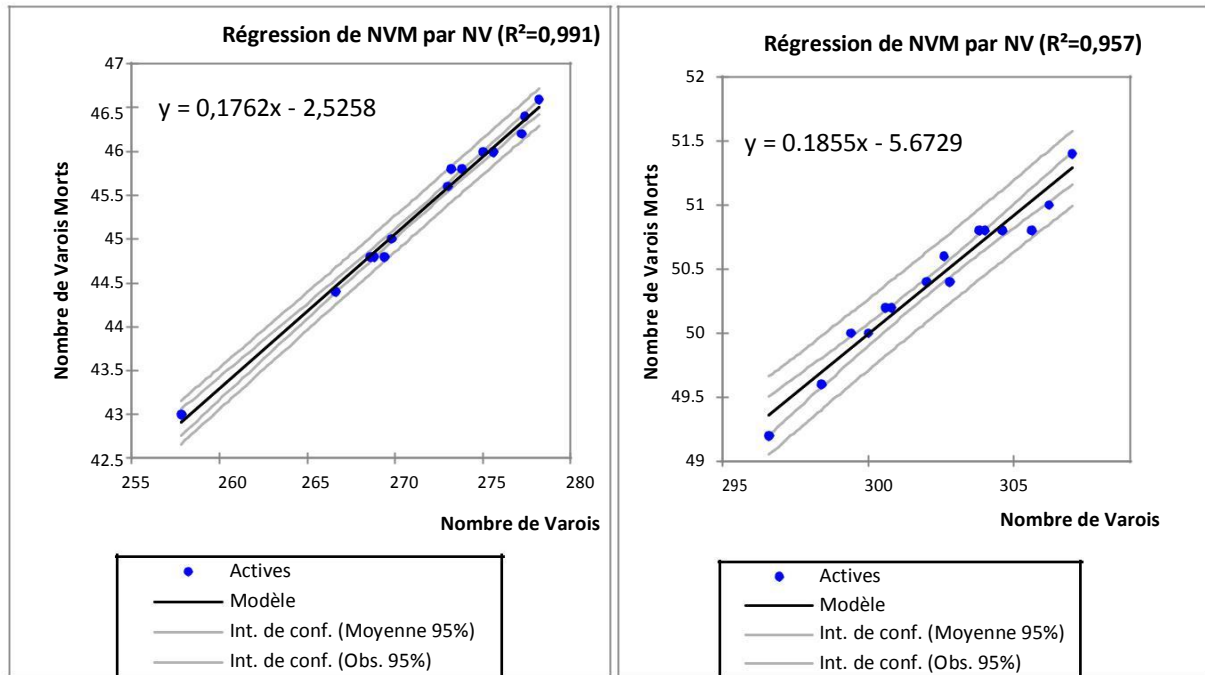 Régression de NVM par NV (R²=0,991)
y = 0,1762x - 2,5258
Nombre de Varois Morts
47
46.5
46
45.5
45
44.5
44
43.5
43
42.5
255
260
265
270
275
280
Nombre de Varois
Actives
Modèle
Int. de conf. (Moyenne 95%)
Int. de conf. (Obs. 95%)
Régression de NVM par NV (R²=0,957)
y = 0.1855x - 5.6729
Nombre de Varois Morts
52
51.5
51
50.5
50
49.5
49
295
300
305
Nombre de Varois
Actives
Modèle
Int. de conf. (Moyenne 95%)
Int. de conf. (Obs. 95%)